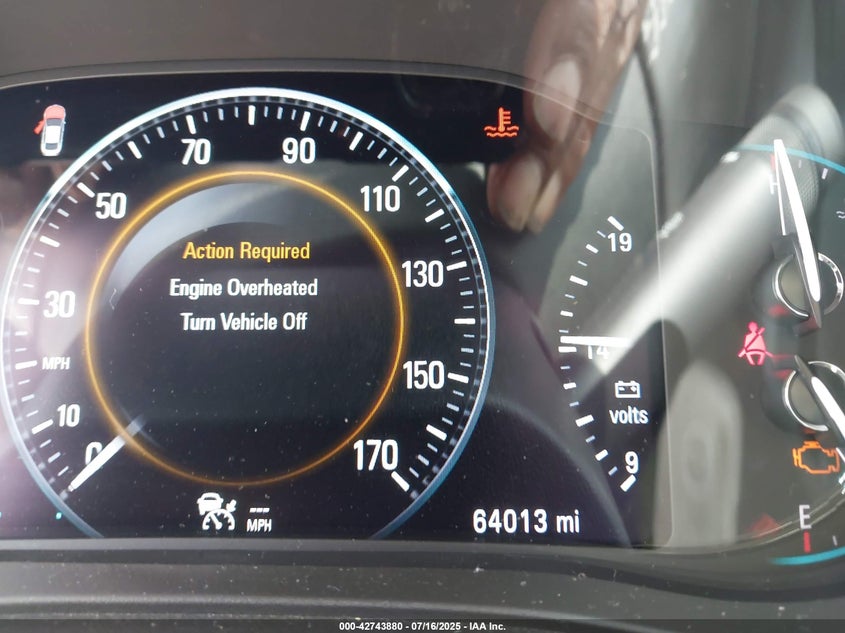 70
90
50
110
Action Required
Engine Overheated
Turn Vehicle Off
30
130
MPH
150
10
0
170
--- MPH
19
14
volts
9
64013 mi
H
E
000-42743880 - 07/16/2025 - IAA Inc.